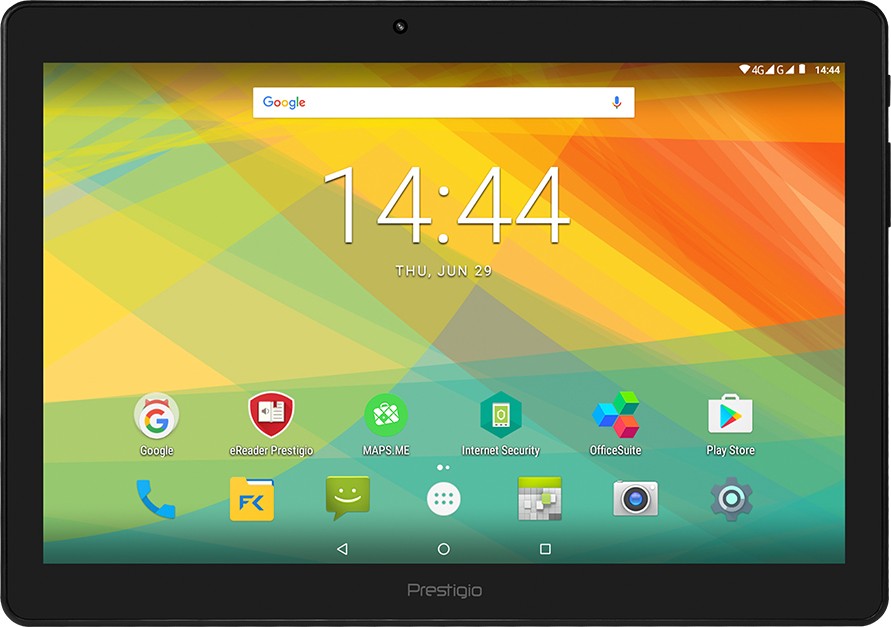 4G G 14:44
Google
14:44
THU, JUN 29
G
Google eReader Prestigio MAPS.ME Internet Security OfficeSuite Play Store
FX
Prestigio